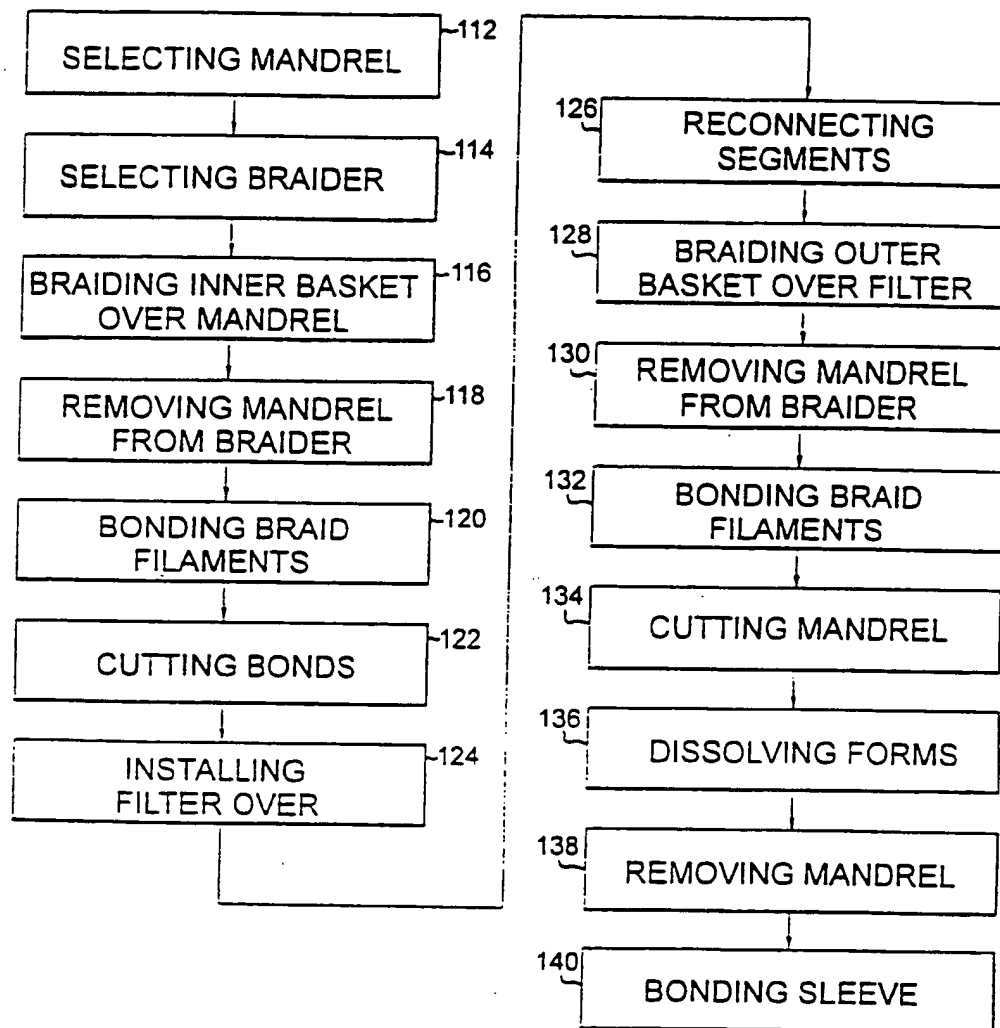 112
SELECTING MANDREL
114
SELECTING BRAIDER
116
BRAIDING INNER BASKET
OVER MANDREL
118
REMOVING MANDREL
FROM BRAIDER
120
BONDING BRAID
FILAMENTS
122
CUTTING BONDS
124
INSTALLING
FILTER OVER
126
RECONNECTING
SEGMENTS
128
BRAIDING OUTER
BASKET OVER FILTER
130
REMOVING MANDREL
FROM BRAIDER
132
BONDING BRAID
FILAMENTS
134
CUTTING MANDREL
136
DISSOLVING FORMS
138
REMOVING MANDREL
140
BONDING SLEEVE